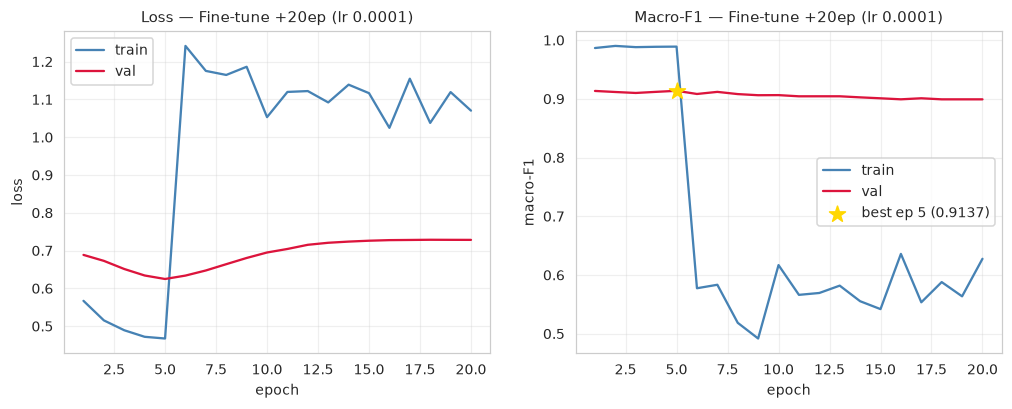 Loss — Fine-tune +20ep (lr 0.0001)
train
val
1.2
1.1
1.0
0.9
0.8
0.7
0.6
0.5
loss
2.5
5.0
7.5
10.0
12.5
15.0
17.5
20.0
epoch
Macro-F1 — Fine-tune +20ep (lr 0.0001)
1.0
0.9
0.8
0.7
0.6
0.5
macro-F1
train
val
best ep 5 (0.9137)
2.5
5.0
7.5
10.0
12.5
15.0
17.5
20.0
epoch